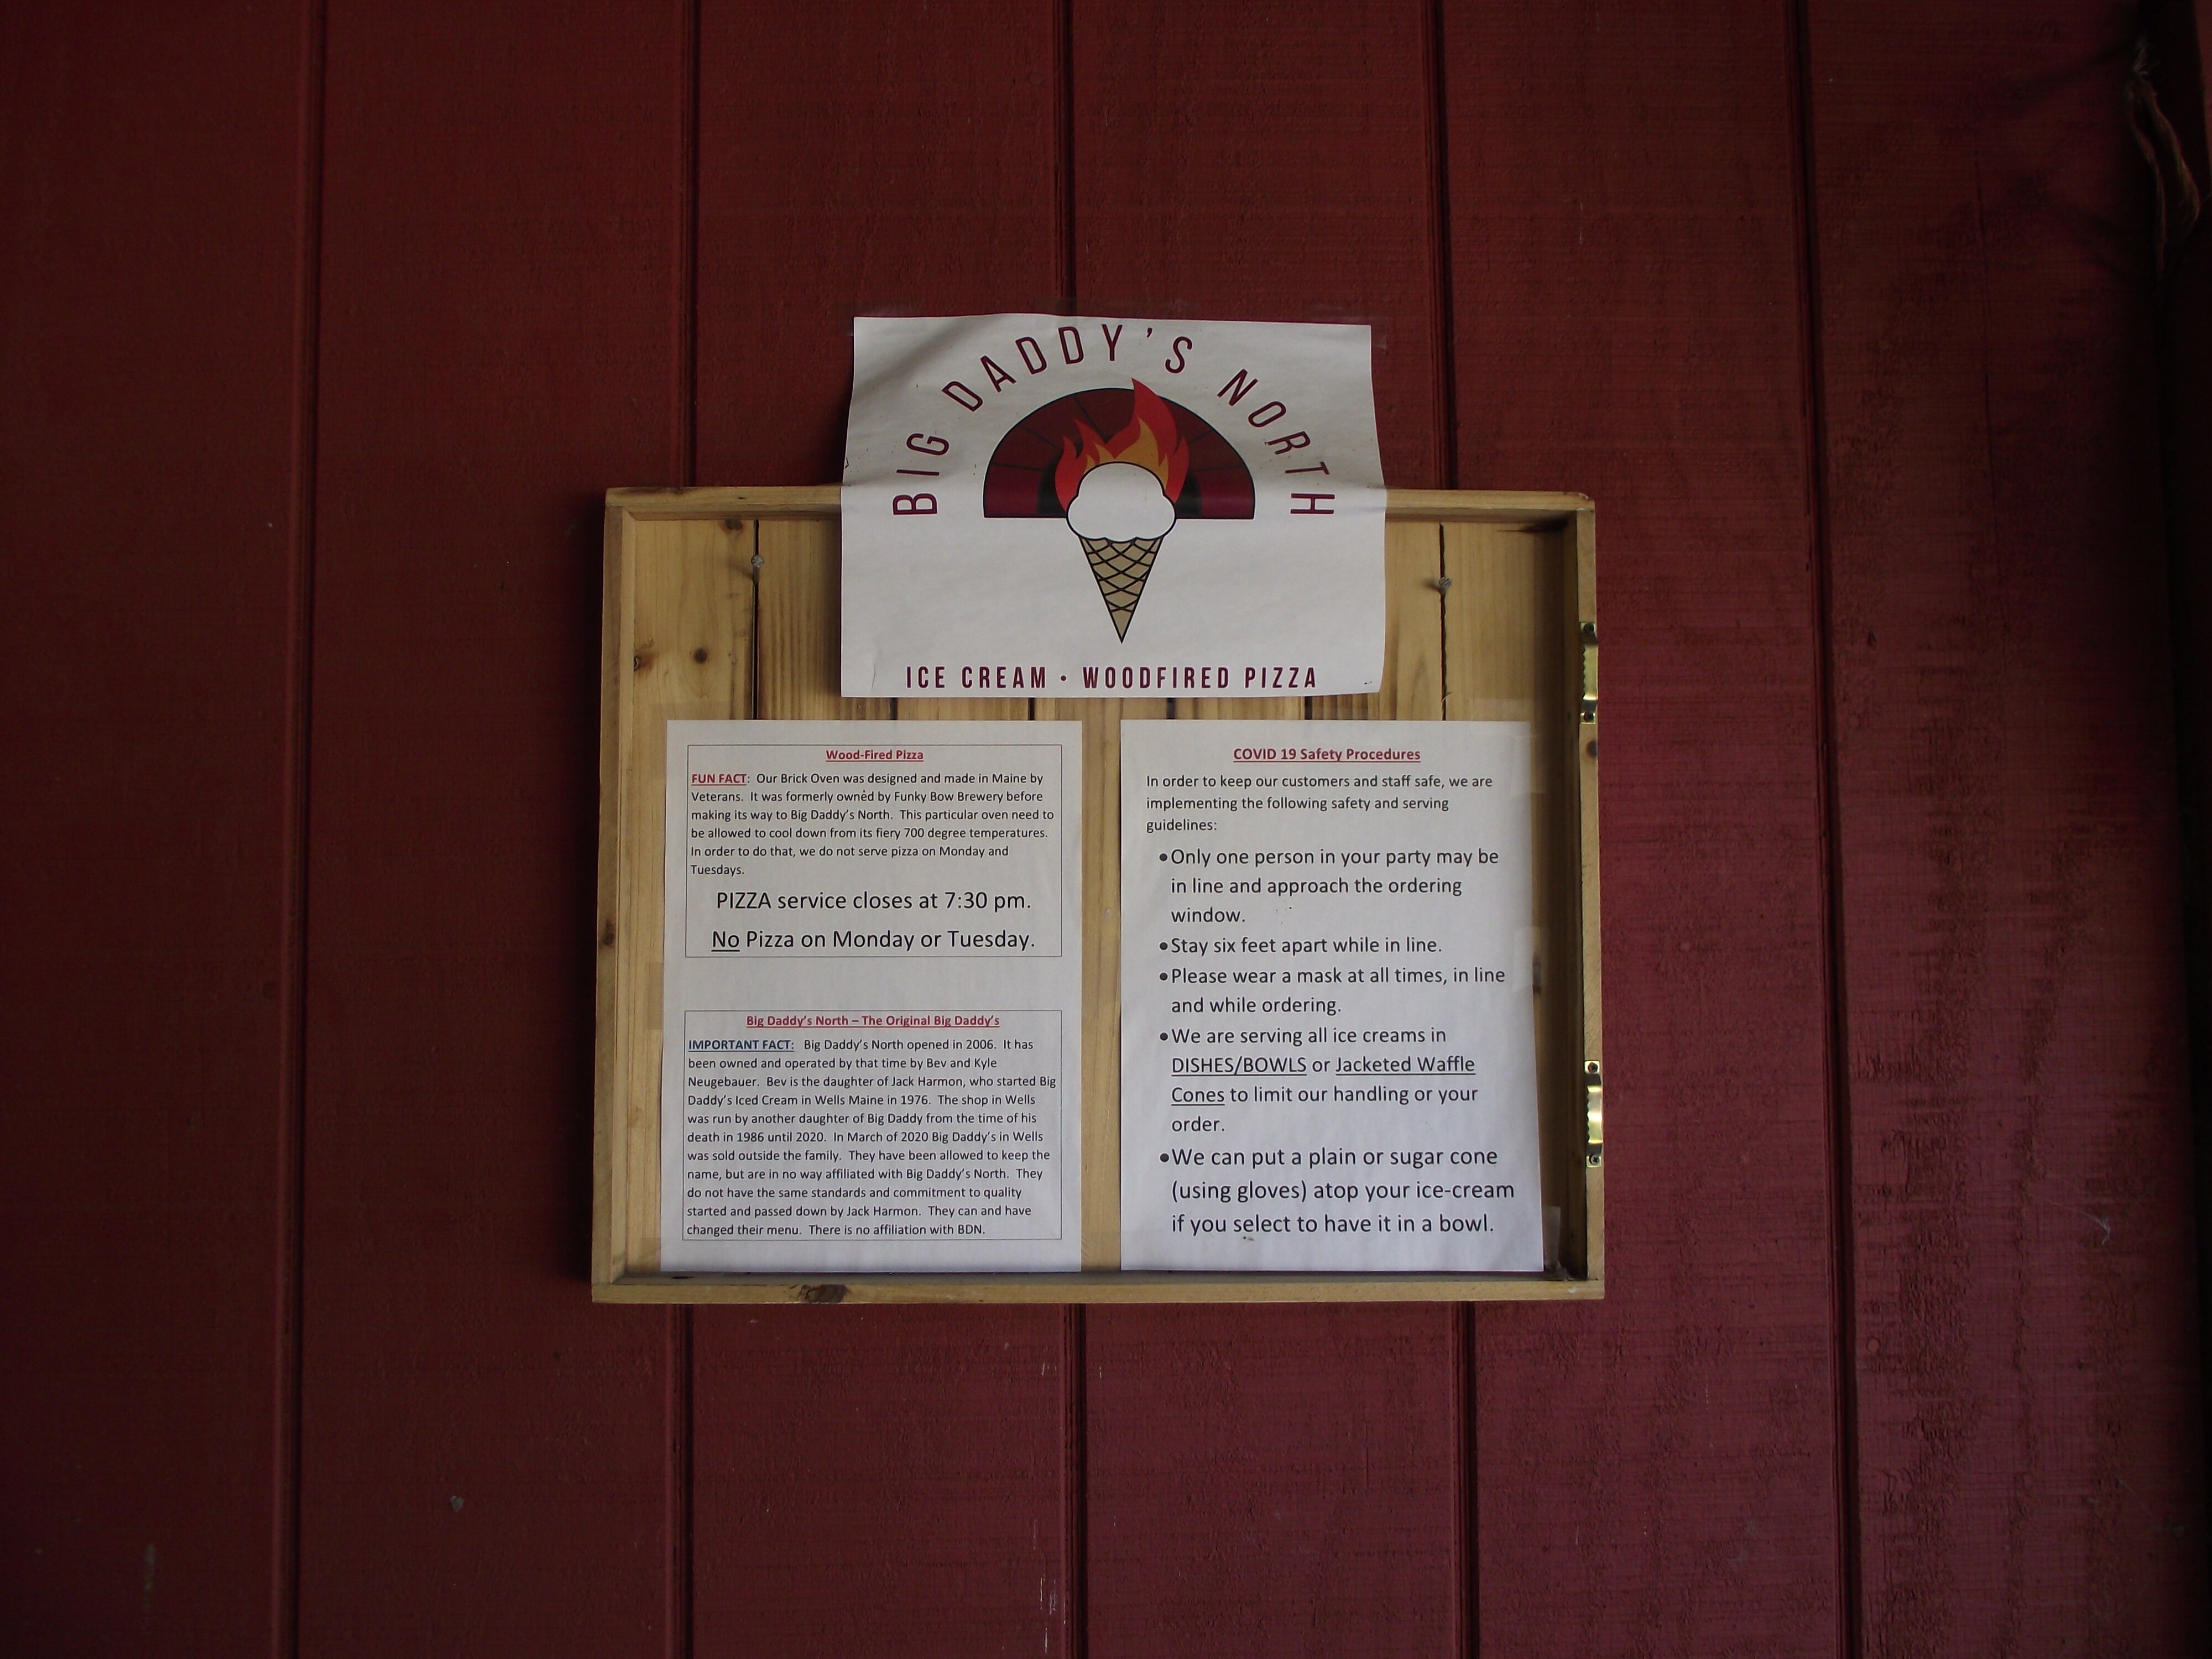 BIG DADDY'S NORTH
ICE CREAM • WOODFIRED PIZZA
Wood-Fired Pizza
FUN FACT: Our Brick Oven was designed and made in Maine by
Veterans. It was formerly owned by Funky Bow Brewery before
making its way to Big Daddy's North. This particular oven need to
be allowed to cool down from its fiery 700 degree temperatures.
In order to do that, we do not serve pizza on Monday and
Tuesdays.
PIZZA service closes at 7:30 pm.
No Pizza on Monday or Tuesday.
Big Daddy's North – The Original Big Daddy's
IMPORTANT FACT: Big Daddy's North opened in 2006. It has
been owned and operated by that time by Bev and Kyle
Neugebauer. Bev is the daughter of Jack Harmon, who started Big
Daddy's Iced Cream in Wells Maine in 1976. The shop in Wells
was run by another daughter of Big Daddy from the time of his
death in 1986 until 2020. In March of 2020 Big Daddy's in Wells
was sold outside the family. They have been allowed to keep the
name, but are in no way affiliated with Big Daddy's North. They
do not have the same standards and commitment to quality
started and passed down by Jack Harmon. They can and have
changed their menu. There is no affiliation with BDN.
COVID 19 Safety Procedures
In order to keep our customers and staff safe, we are
implementing the following safety and serving
guidelines:
•Only one person in your party may be
in line and approach the ordering
window.
•Stay six feet apart while in line.
•Please wear a mask at all times, in line
and while ordering.
•We are serving all ice creams in
DISHES/BOWLS or Jacketed Waffle
Cones to limit our handling or your
order.
•We can put a plain or sugar cone
(using gloves) atop your ice-cream
if you select to have it in a bowl.